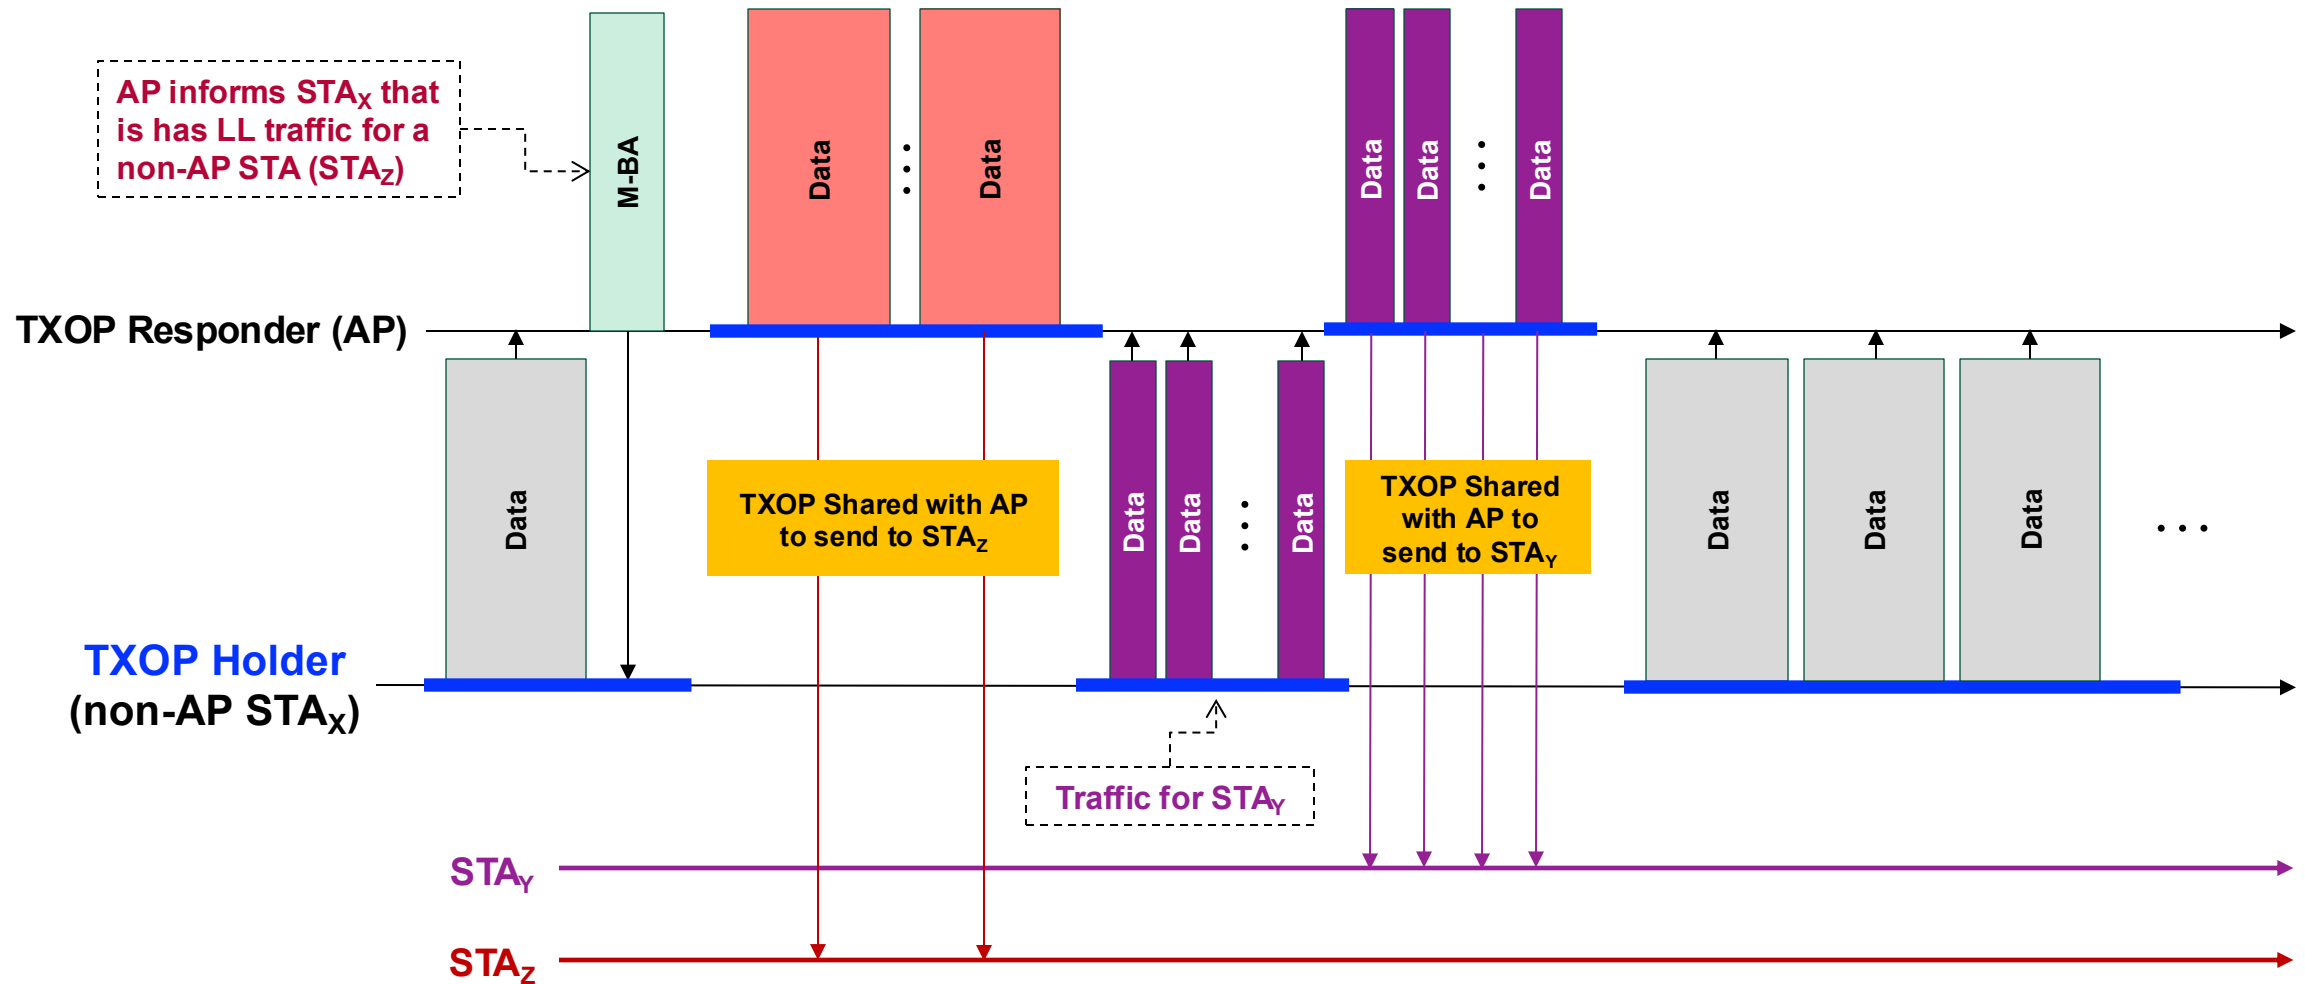 AP informs STAX that
is has LL traffic for a
non-AP STA (STAZ)
M-BA
Data
Data
Data
Data
Data
TXOP Responder (AP)
Data
TXOP Shared with AP
to send to STAZ
Data
Data
Data
TXOP Shared
with AP to
send to STAY
Data
Data
Data
TXOP Holder
(non-AP STAX)
Traffic for STAY
STAY
STAZ